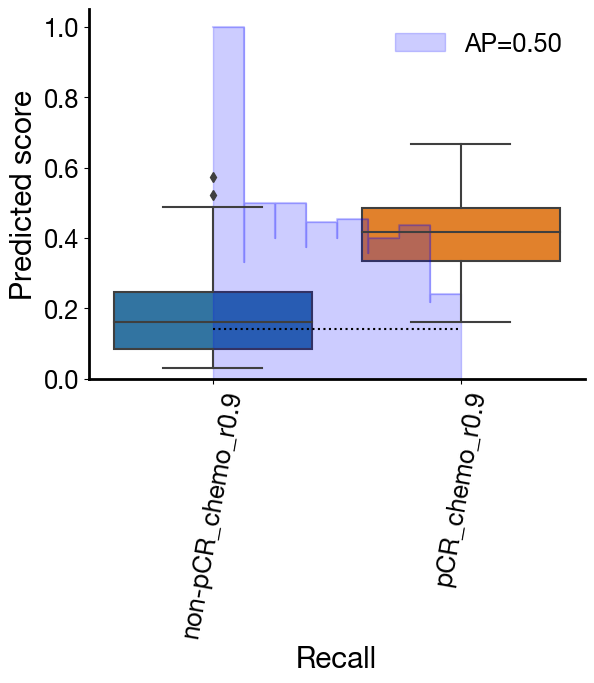 Predicted score
1.0
0.8
0.6
0.4
0.2
0.0
AP=0.50
non-pCR_chemo_r0.9
pCR_chemo_r0.9
Recall